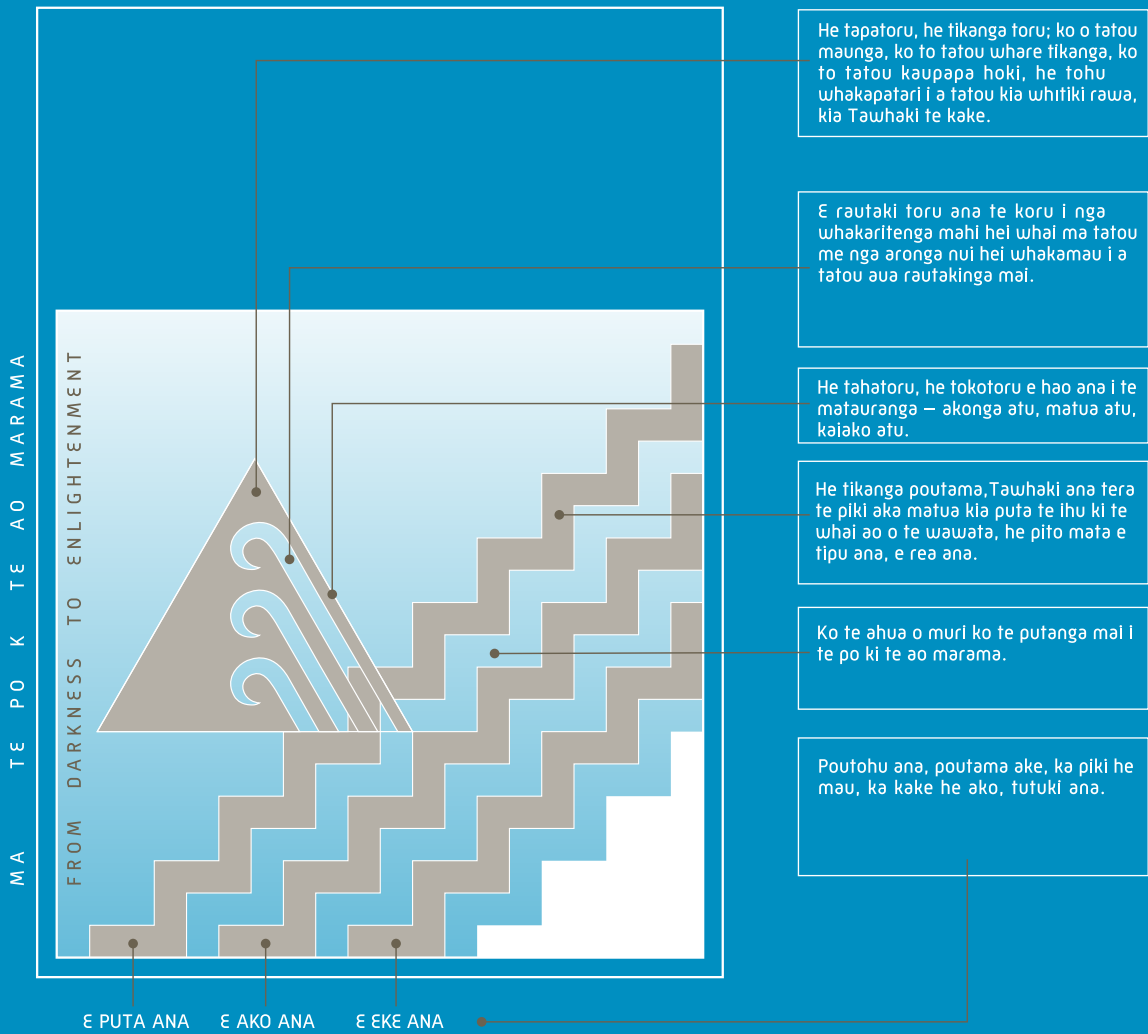 He tapatoru, he tikanga toru; ko o tatou
maunga, ko to tatou whare tikanga, ko
to tatou kaupapa hoki, he tohu
whakapatari i a tatou kia whitiki rawa,
kia Tawhaki te kake.
E rautaki toru ana te koru i nga
whakaritenga mahi hei whai ma tatou
me nga aronga nui hei whakamau i a
tatou aua rautakinga mai.
He tahatoru, he tokotoru e hao ana i te
matauranga – akonga atu, matua atu,
kaiako atu.
He tikanga poutama,Tawhaki ana tera
te piki aka matua kia puta te ihu ki te
whai ao o te wawata, he pito mata e
tipu ana, e rea ana.
Ko te ahua o muri ko te putanga mai i
te po ki te ao marama.
Poutohu ana, poutama ake, ka piki he
mau, ka kake he ako, tutuki ana.
MA TE PO K TE AO MARAMA
FROM DARKNESS TO ENLIGHTENMENT
E PUTA ANA E AKO ANA E EKE ANA